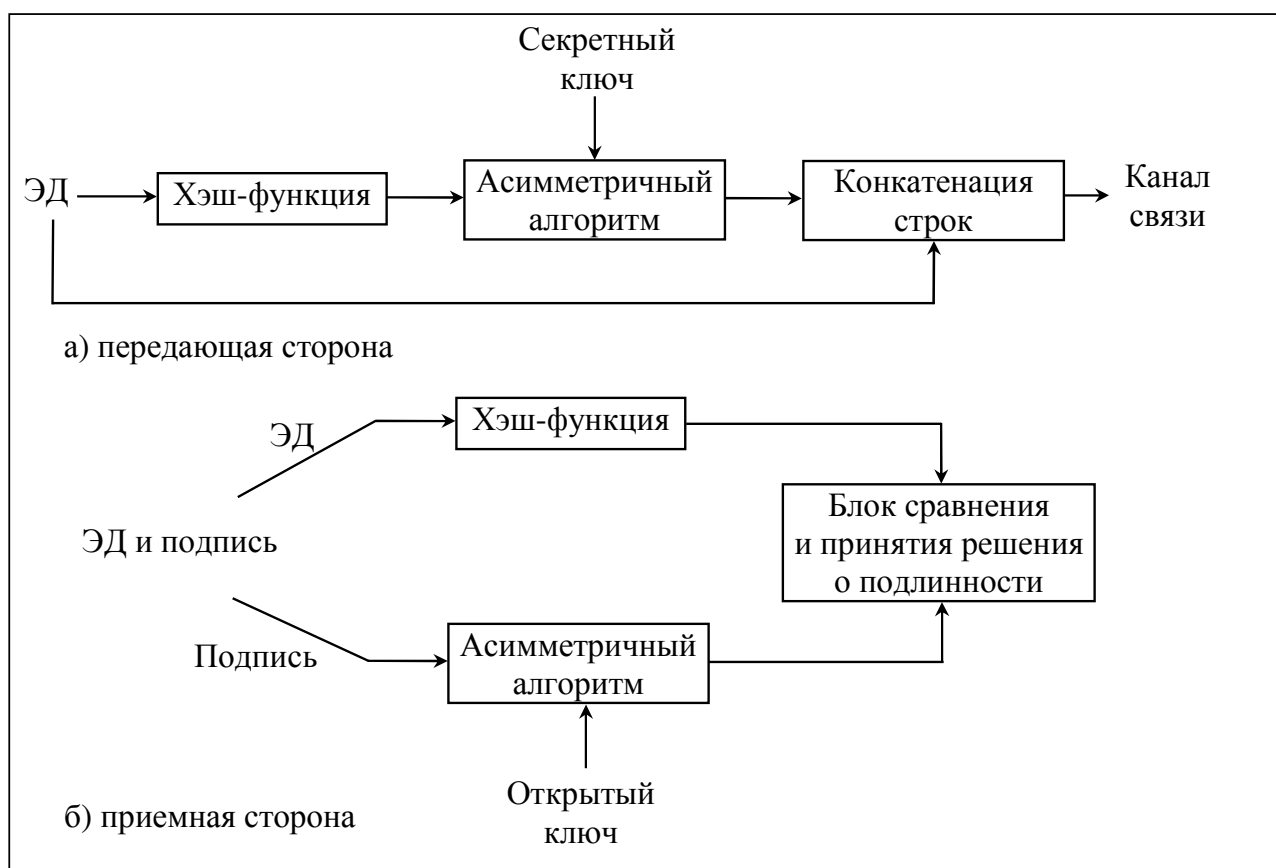 Секретный
ключ
ЭД
Хэш-функция
Асимметричный
алгоритм
Конкатенация
строк
Канал
связи
а) передающая сторона
ЭД
Хэш-функция
ЭД и подпись
Блок сравнения
и принятия решения
о подлинности
Подпись
Асимметричный
алгоритм
Открытый
ключ
б) приемная сторона